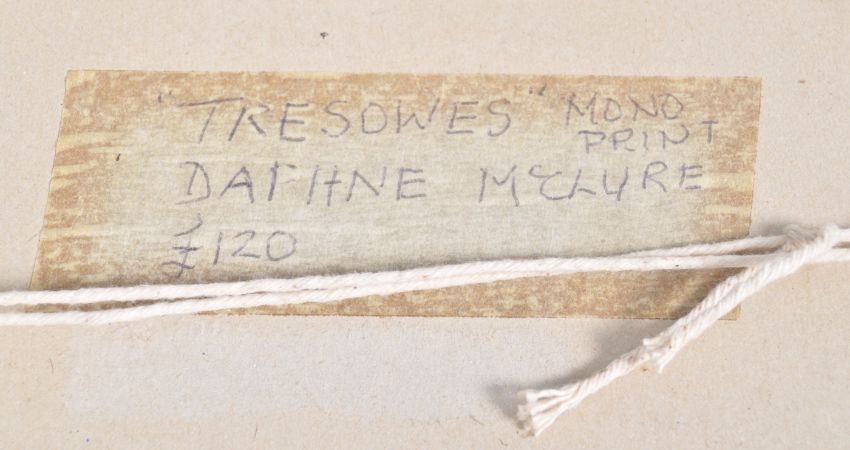 "TRESOWES" MONO
PRINT
DAPHNE McCLURE
£120